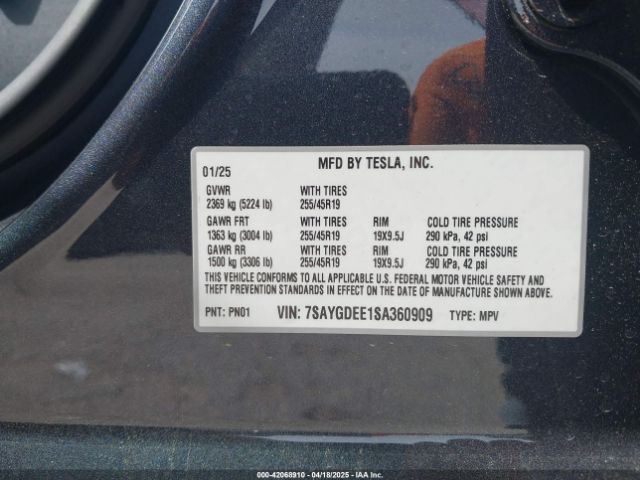 01/25 MFD BY TESLA, INC.
GVWR WITH TIRES
2369 kg (5224 lb) 255/45R19
GAWR FRT WITH TIRES RIM COLD TIRE PRESSURE
1363 kg (3004 lb) 255/45R19 19X9.5J 290 kPa, 42 psi
GAWR RR WITH TIRES RIM COLD TIRE PRESSURE
1500 kg (3306 lb) 255/45R19 19X9.5J 290 kPa, 42 psi
THIS VEHICLE CONFORMS TO ALL APPLICABLE U.S. FEDERAL MOTOR VEHICLE SAFETY AND
THEFT PREVENTION STANDARDS IN EFFECT ON THE DATE OF MANUFACTURE SHOWN ABOVE.
PNT: PN01 VIN: 7SAYGDEE1SA360909 TYPE: MPV
000-42068910 - 04/18/2025 - IAAI.COM